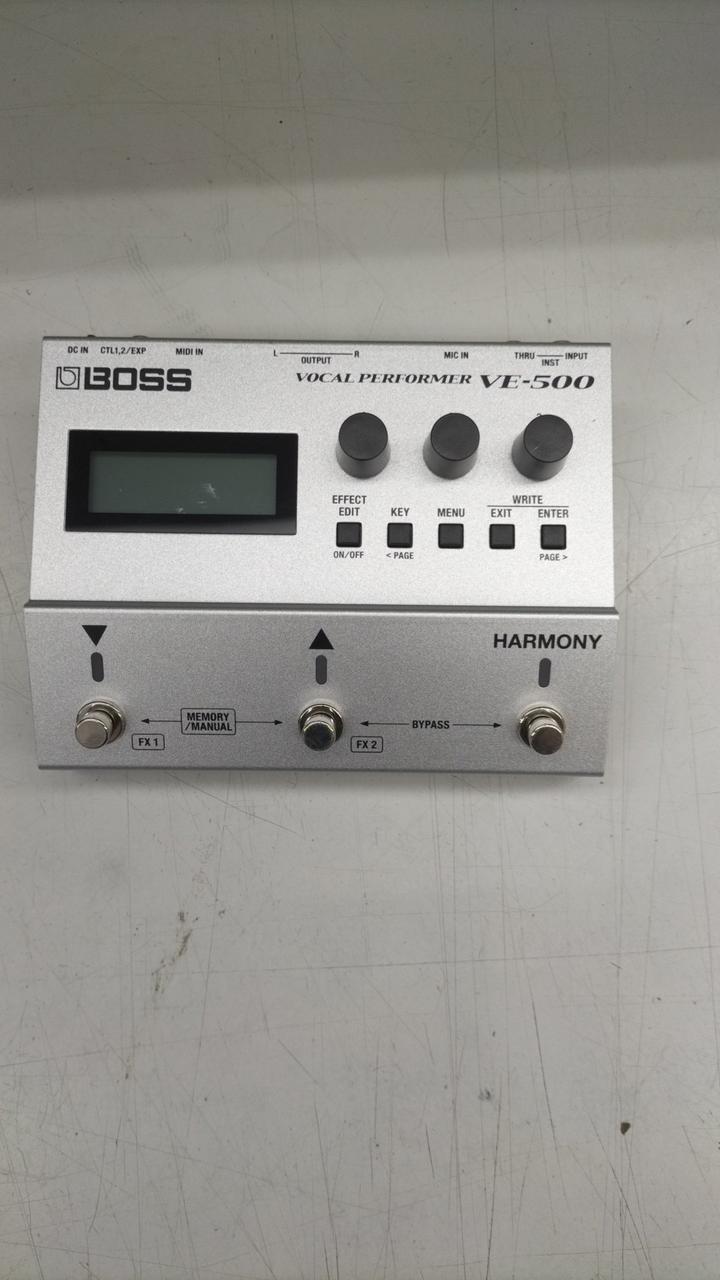 DC IN CTL1,2/EXP MIDI IN L R MIC IN THRU INPUT
OUTPUT INST
BOSS VOCAL PERFORMER VE-500
EFFECT WRITE
EDIT KEY MENU EXIT ENTER
ON/OFF < PAGE PAGE >
▼ ▲ HARMONY
MEMORY
/MANUAL BYPASS
FX 1 FX 2